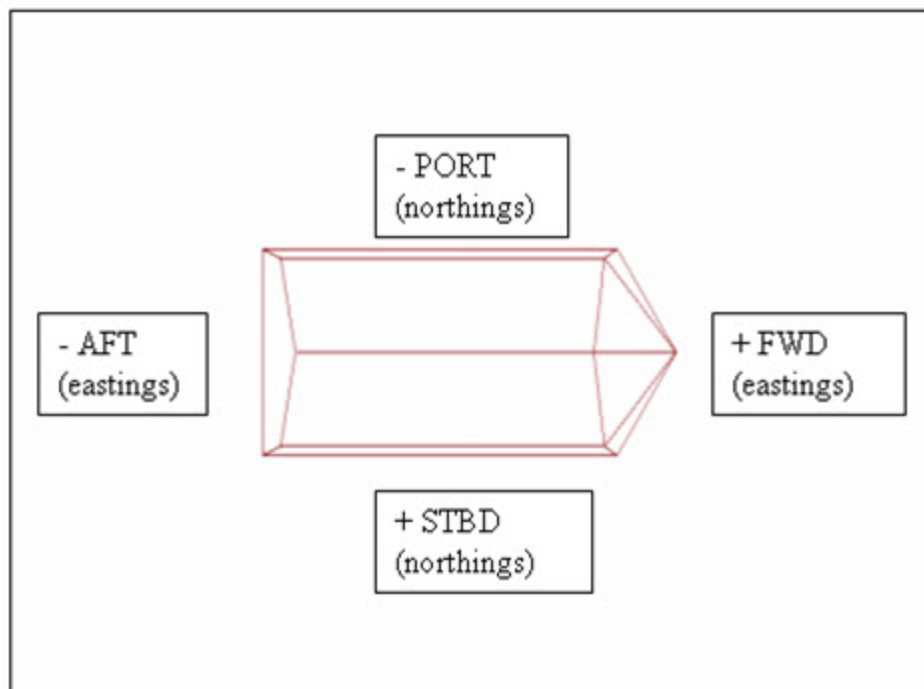 - PORT
(northings)
- AFT
(eastings)
+ FWD
(eastings)
+ STBD
(northings)